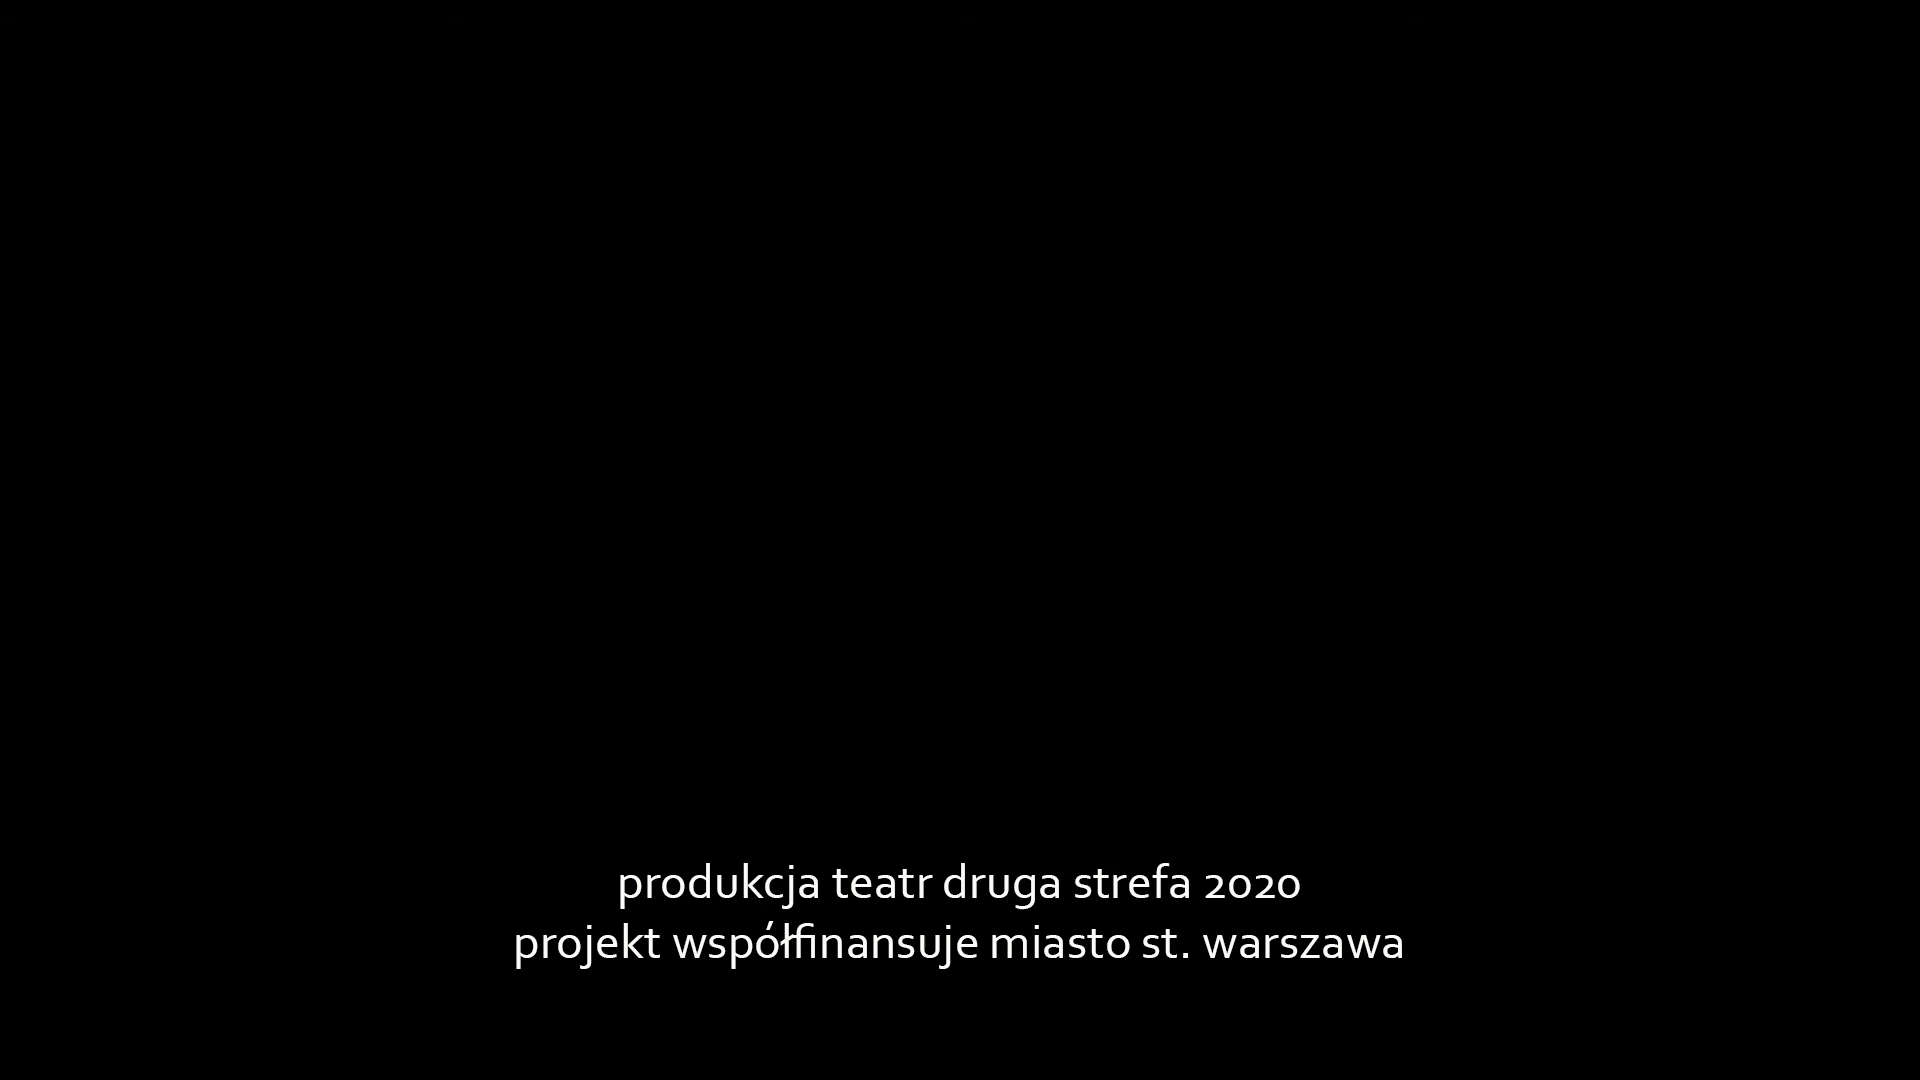 produkcja teatr druga strefa 2020
projekt współfinansuje miasto st. warszawa